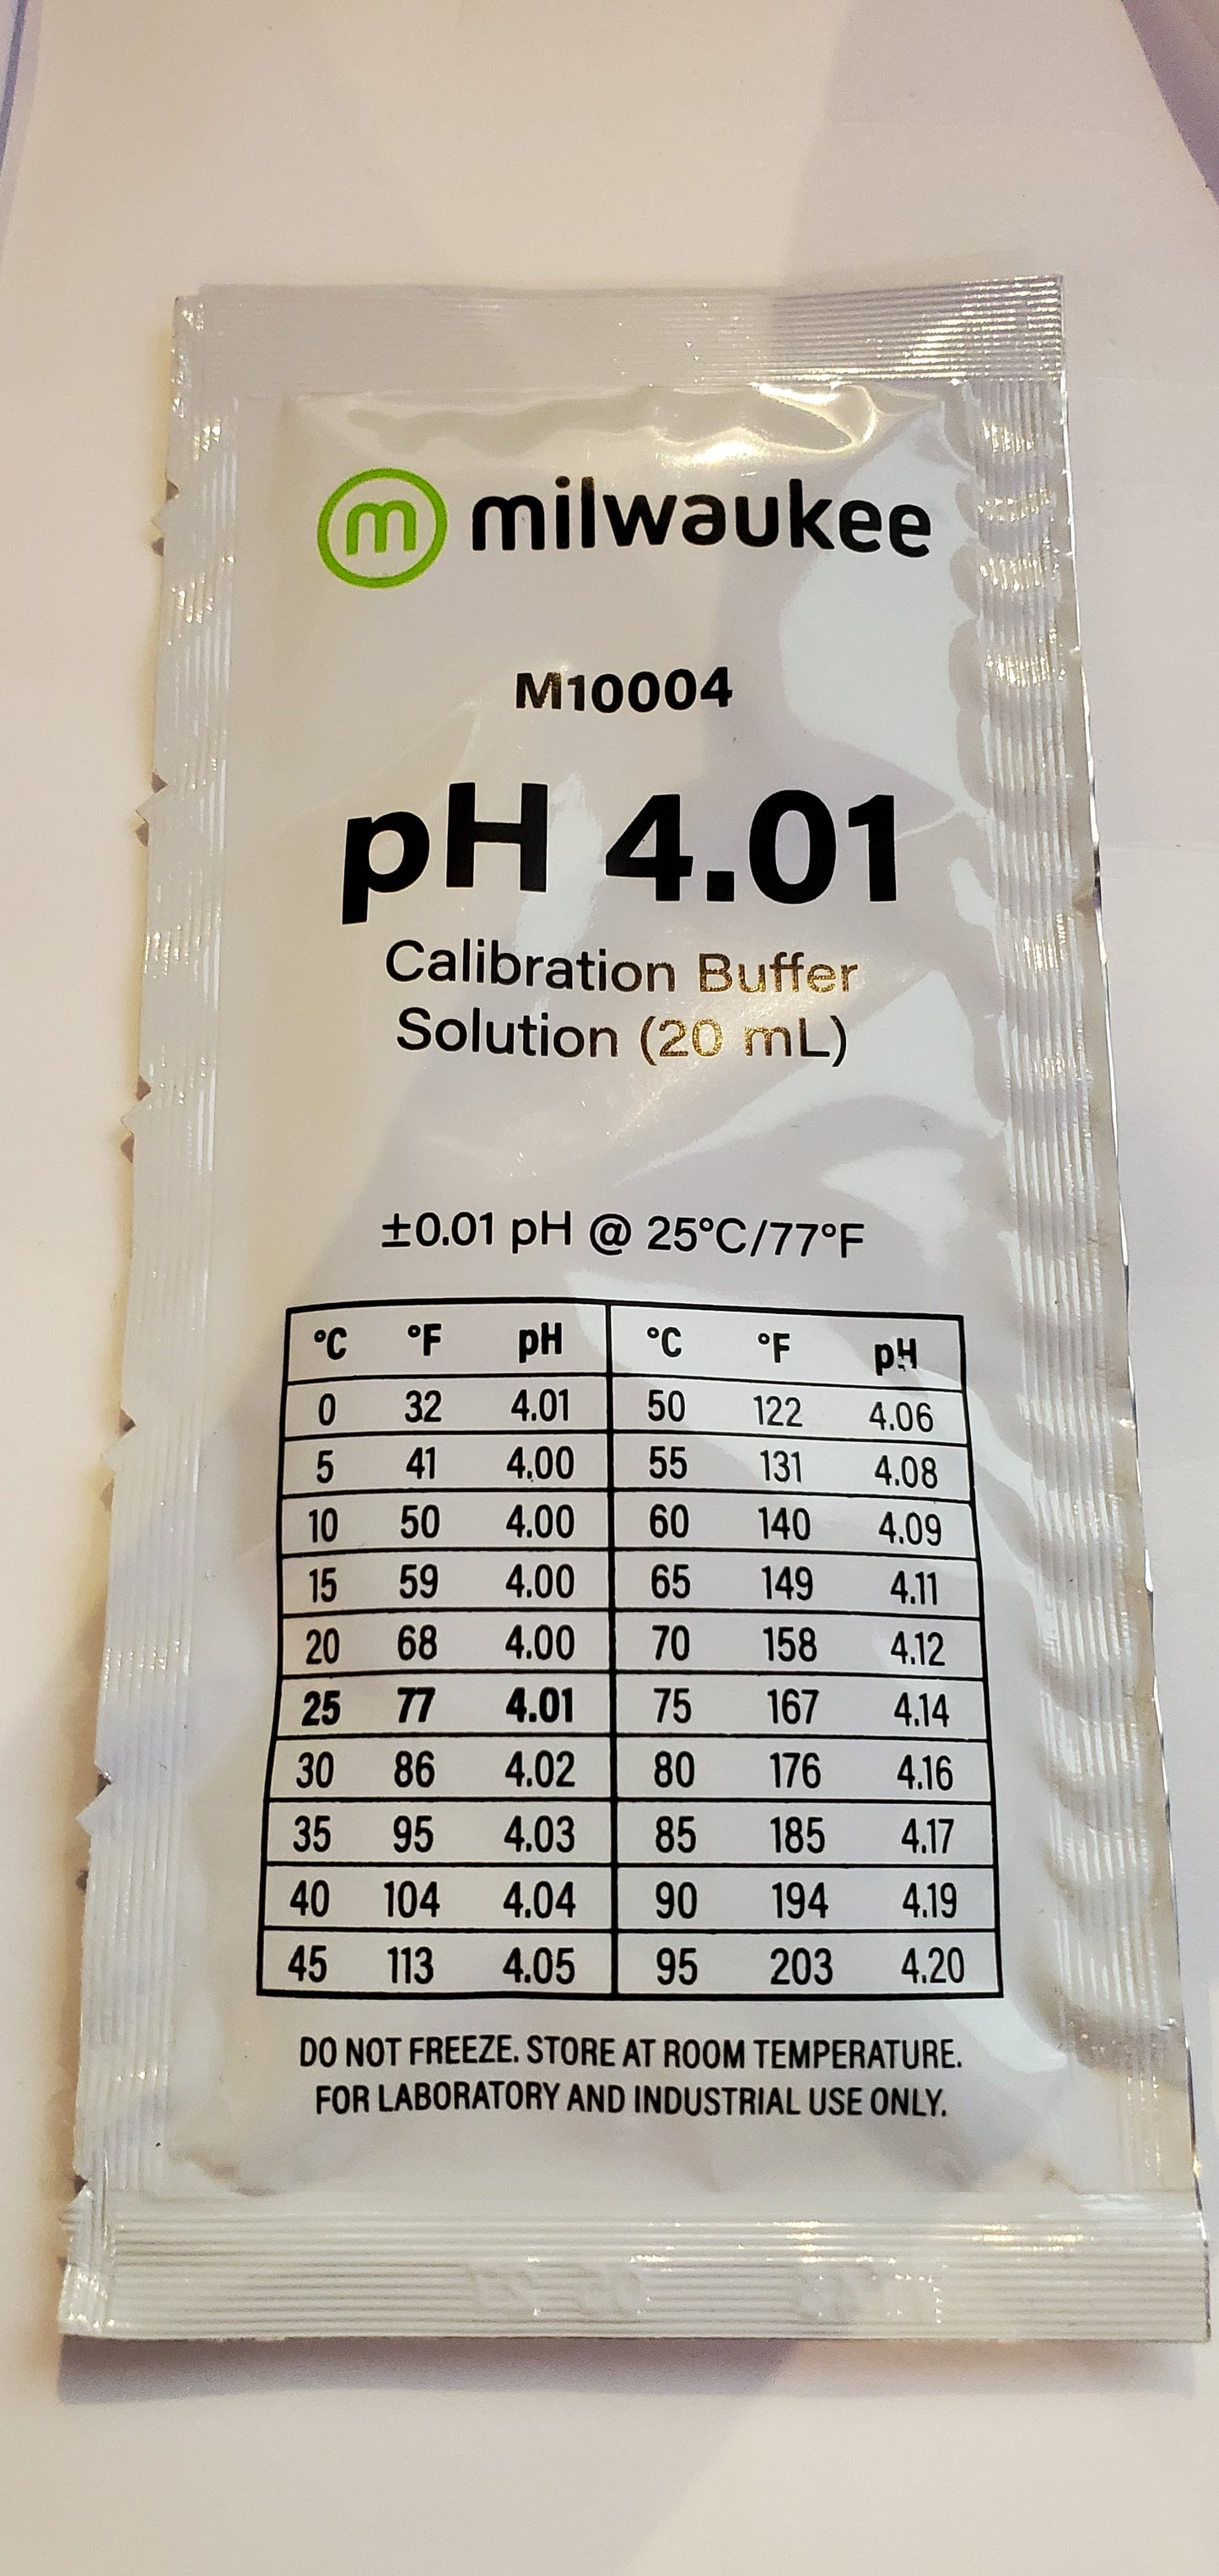 m milwaukee
M10004
pH 4.01
Calibration Buffer
Solution (20 mL)
±0.01 pH @ 25°C/77°F
°C °F pH °C °F pH
0 32 4.01 50 122 4.06
5 41 4.00 55 131 4.08
10 50 4.00 60 140 4.09
15 59 4.00 65 149 4.11
20 68 4.00 70 158 4.12
25 77 4.01 75 167 4.14
30 86 4.02 80 176 4.16
35 95 4.03 85 185 4.17
40 104 4.04 90 194 4.19
45 113 4.05 95 203 4.20
DO NOT FREEZE. STORE AT ROOM TEMPERATURE.
FOR LABORATORY AND INDUSTRIAL USE ONLY.